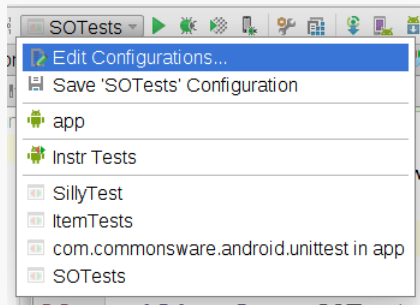 SOTests
Edit Configurations...
Save 'SOTests' Configuration
app
Instr Tests
SillyTest
ItemTests
com.commonsware.android.unittest in app
SOTests